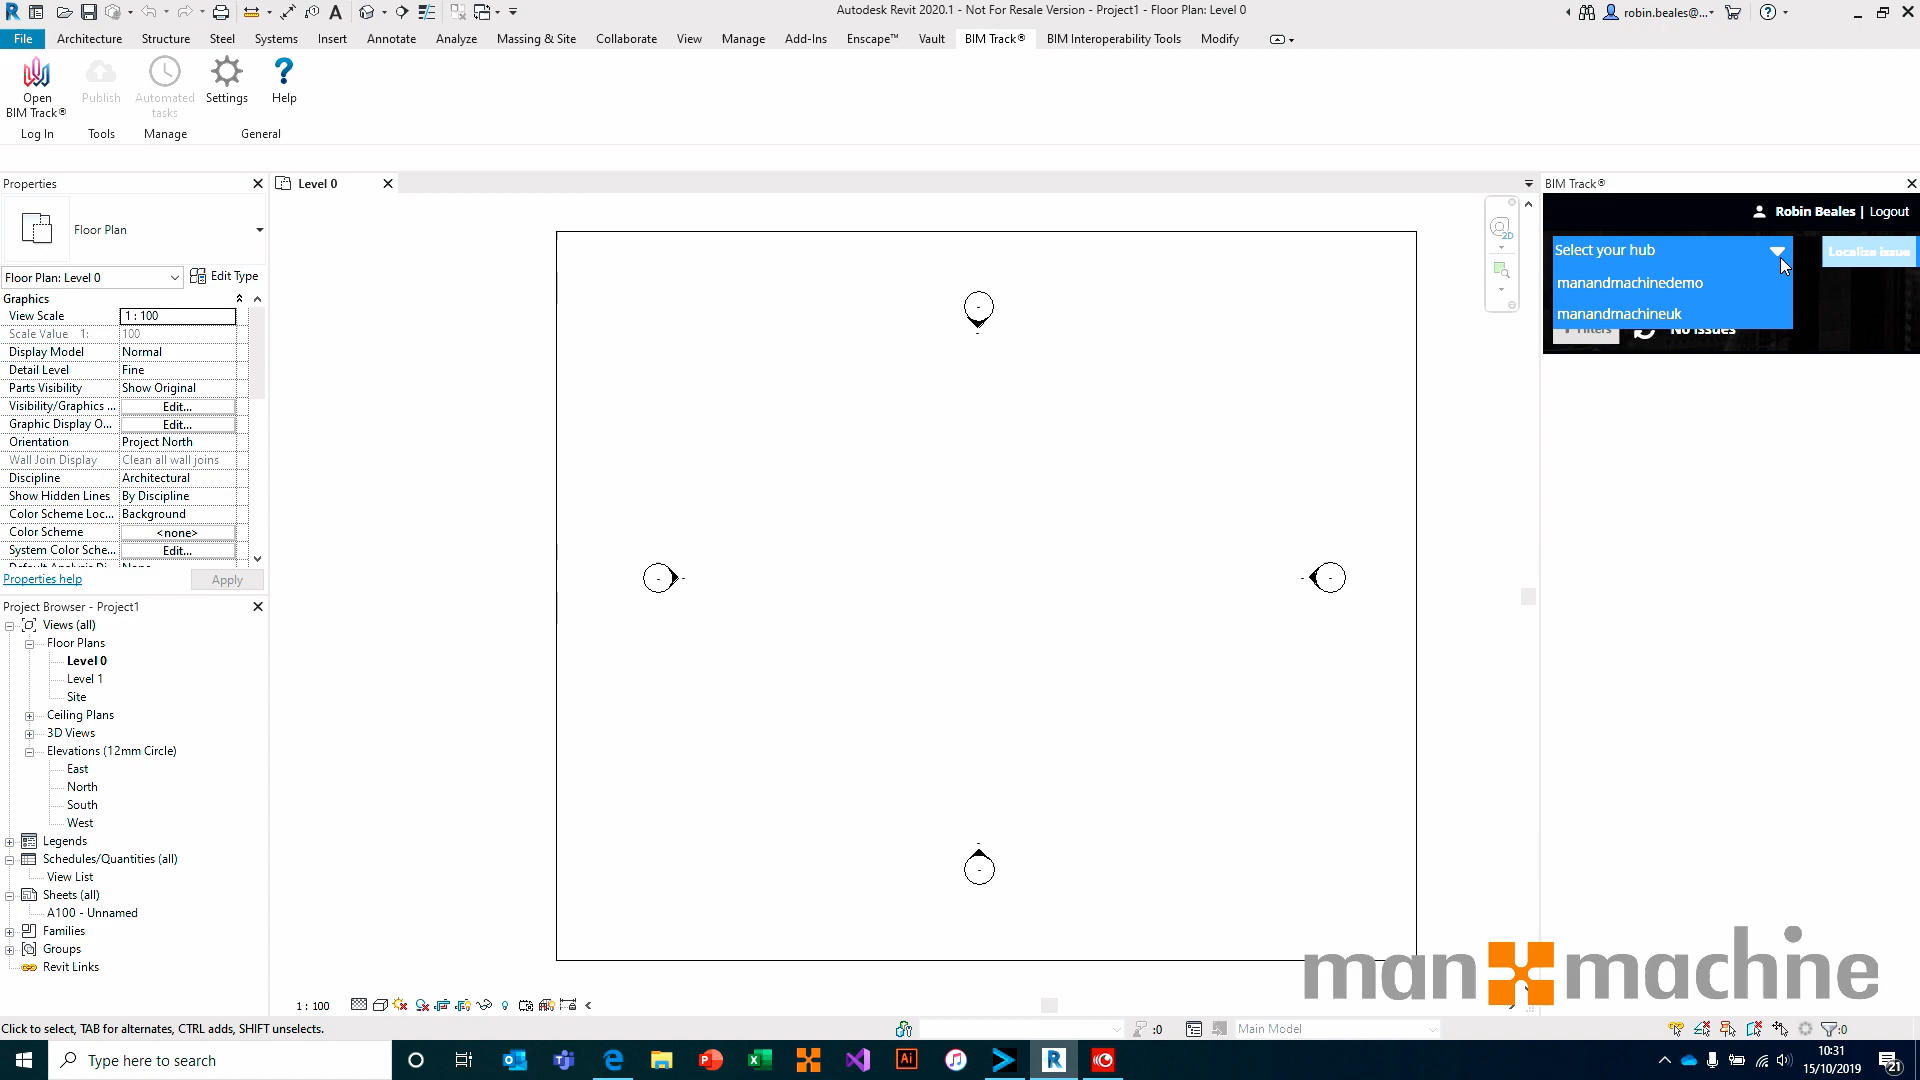 Autodesk Revit 2020.1 - Not For Resale Version - Project1 - Floor Plan: Level 0
robin.beales@...
File Architecture Structure Steel Systems Insert Annotate Analyze Massing & Site Collaborate View Manage Add-Ins Enscape™ Vault BIM Track® BIM Interoperability Tools Modify
Open BIM Track®
Publish
Automated tasks
Settings
Help
Log In Tools Manage General
Properties
Level 0
BIM Track®
Robin Beales | Logout
Select your hub
Localize issue
manandmachinedemo
manandmachineuk
No issues
2D
Floor Plan
Floor Plan: Level 0 Edit Type
Graphics
View Scale 1 : 100
Scale Value 1: 100
Display Model Normal
Detail Level Fine
Parts Visibility Show Original
Visibility/Graphics ... Edit...
Graphic Display O... Edit...
Orientation Project North
Wall Join Display Clean all wall joins
Discipline Architectural
Show Hidden Lines By Discipline
Color Scheme Loc... Background
Color Scheme <none>
System Color Sche... Edit...
Properties help Apply
Project Browser - Project1
Views (all)
Floor Plans
Level 0
Level 1
Site
Ceiling Plans
3D Views
Elevations (12mm Circle)
East
North
South
West
Legends
Schedules/Quantities (all)
View List
Sheets (all)
A100 - Unnamed
Families
Groups
Revit Links
man machine
1 : 100
Click to select, TAB for alternates, CTRL adds, SHIFT unselects.
:0
Main Model
:0
Type here to search
10:31
15/10/2019
21